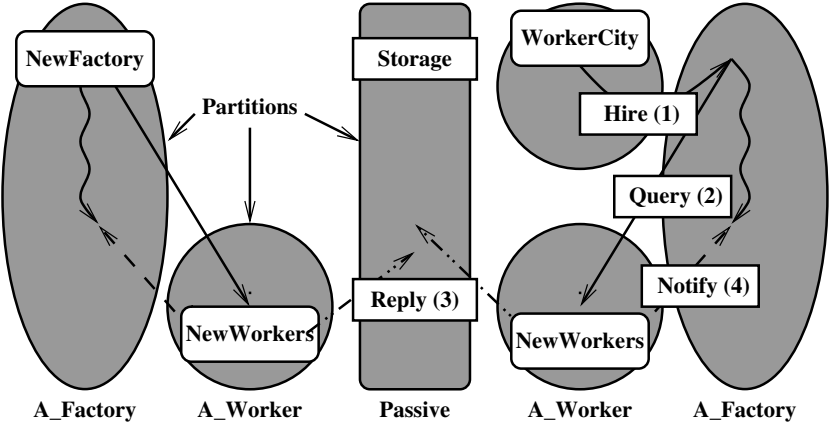 NewFactory
Storage
WorkerCity
Partitions
Hire (1)
Query (2)
Reply (3)
Notify (4)
NewWorkers
NewWorkers
A_Factory
A_Worker
Passive
A_Worker
A_Factory